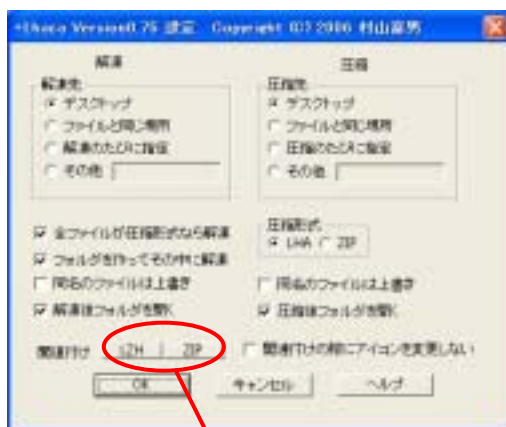 +Lhaca Version0.76 設定 Copyright (C) 2006 村山富男
解凍
圧縮
解凍先
デスクトップ
ファイルと同じ場所
解凍のたびに指定
その他
圧縮先
デスクトップ
ファイルと同じ場所
圧縮のたびに指定
その他
全ファイルが圧縮形式なら解凍
フォルダを作ってその中に解凍
同名のファイルは上書き
解凍後フォルダを開く
圧縮形式
LHA ZIP
同名のファイルは上書き
圧縮後フォルダを開く
関連付け LZH ZIP 関連付けの際にアイコンを変更しない
OK キャンセル ヘルプ